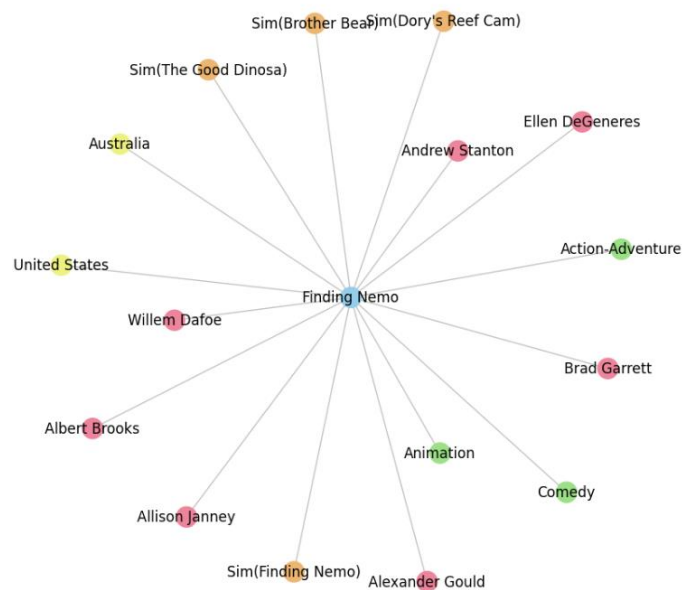 Sim(Brother Bear)
Sim(Dory's Reef Cam)
Sim(The Good Dinosa)
Ellen DeGeneres
Australia
Andrew Stanton
Action-Adventure
United States
Finding Nemo
Willem Dafoe
Brad Garrett
Albert Brooks
Animation
Comedy
Allison Janney
Sim(Finding Nemo)
Alexander Gould